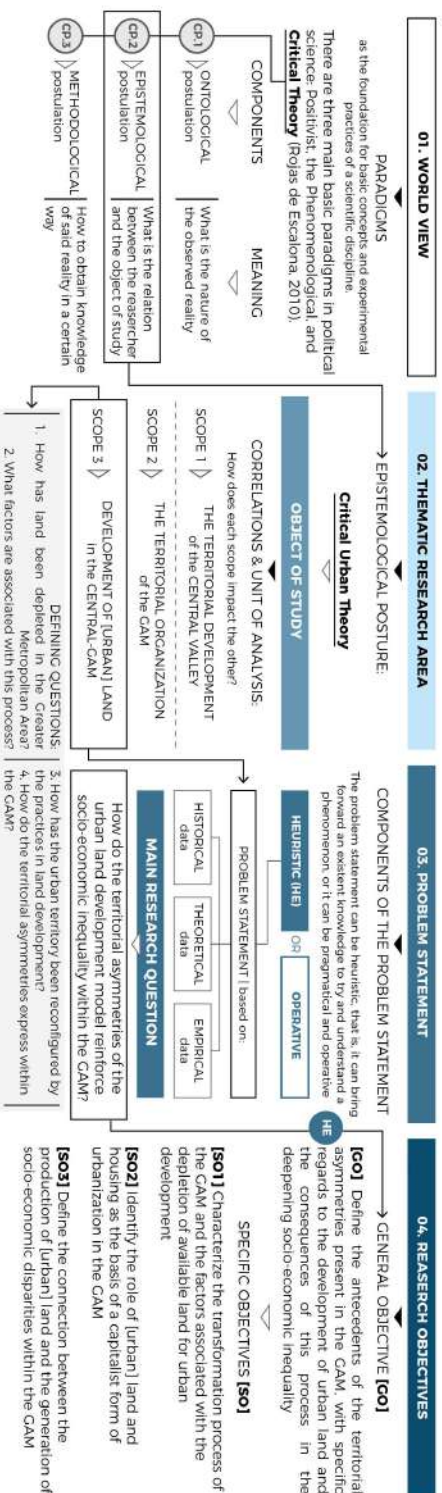 01. WORLD VIEW
PARADIGMS
as the foundation for basic concepts and experimental
practices of a scientific discipline.
There are three main basic paradigms in political
science: Positivist, the Phenomenological, and
Critical Theory (Rojas de Escalona, 2010).
COMPONENTS
MEANING
CP.1
ONTOLOGICAL
postulation
What is the nature of
the observed reality
CP.2
EPISTEMOLOGICAL
postulation
What is the relation
between the reasercher
and the object of study
CP.3
METHODOLOGICAL
postulation
How to obtain knowledge
of said reality in a certain
way
02. THEMATIC RESEARCH AREA
EPISTEMOLOGICAL POSTURE:
Critical Urban Theory
OBJECT OF STUDY
CORRELATIONS & UNIT OF ANALYSIS:
How does each scope impact the other?
SCOPE 1
THE TERRITORIAL DEVELOPMENT
of the CENTRAL VALLEY
SCOPE 2
THE TERRITORIAL ORGANIZATION
of the GAM
SCOPE 3
DEVELOPMENT OF [URBAN] LAND
in the CENTRAL-GAM
DEFINING QUESTIONS:
1. How has land been depleted in the Greater
Metropolitan Area?
2. What factors are associated with this process?
3. How has the urban territory been reconfigured by
the practices in land development?
4. How do the territorial asymmetries express within
the GAM?
03. PROBLEM STATEMENT
COMPONENTS OF THE PROBLEM STATEMENT
The problem statement can be heuristic, that is, it can bring
forward an existent knowledge to try and understand a
phenomenon, or it can be pragmatical and operative
HEURISTIC (HE)
OR
OPERATIVE
PROBLEM STATEMENT | based on:
HISTORICAL
data
THEORETICAL
data
EMPIRICAL
data
MAIN RESEARCH QUESTION
How do the territorial asymmetries of the
urban land development model reinforce
socio-economic inequality within the GAM?
04. REASERCH OBJECTIVES
HE
GENERAL OBJECTIVE [GO]
[GO] Define the antecedents of the territorial
asymmetries present in the GAM, with specific
regards to the development of urban land and
the consequences of this process in the
deepening socio-economic inequality
SPECIFIC OBJECTIVES [SO]
[SO1] Characterize the transformation process of
the GAM and the factors associated with the
depletion of available land for urban
development
[SO2] Identify the role of [urban] land and
housing as the basis of a capitalist form of
urbanization in the GAM
[SO3] Define the connection between the
production of [urban] land and the generation of
socio-economic disparities within the GAM